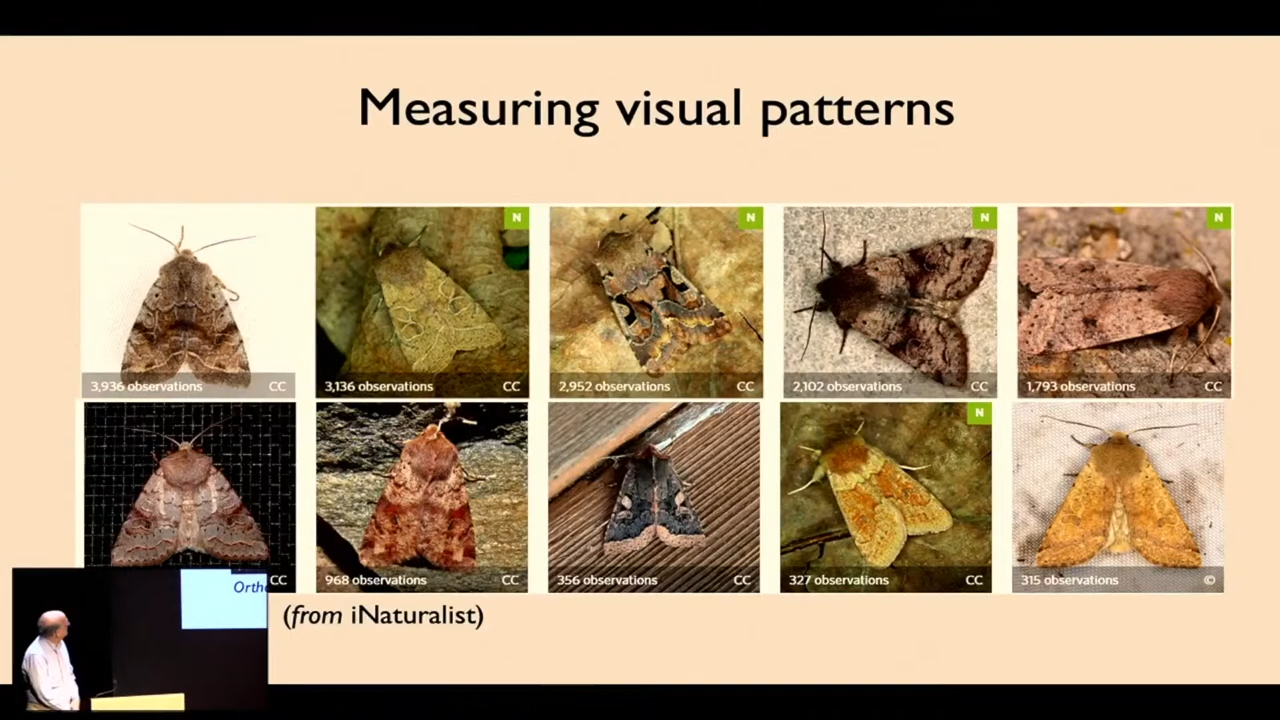 Measuring visual patterns
N
N
N
N
3,936 observations CC
3,136 observations CC
2,952 observations CC
2,102 observations CC
1,793 observations CC
N
CC
968 observations CC
356 observations CC
327 observations CC
315 observations ©
Ortho
(from iNaturalist)